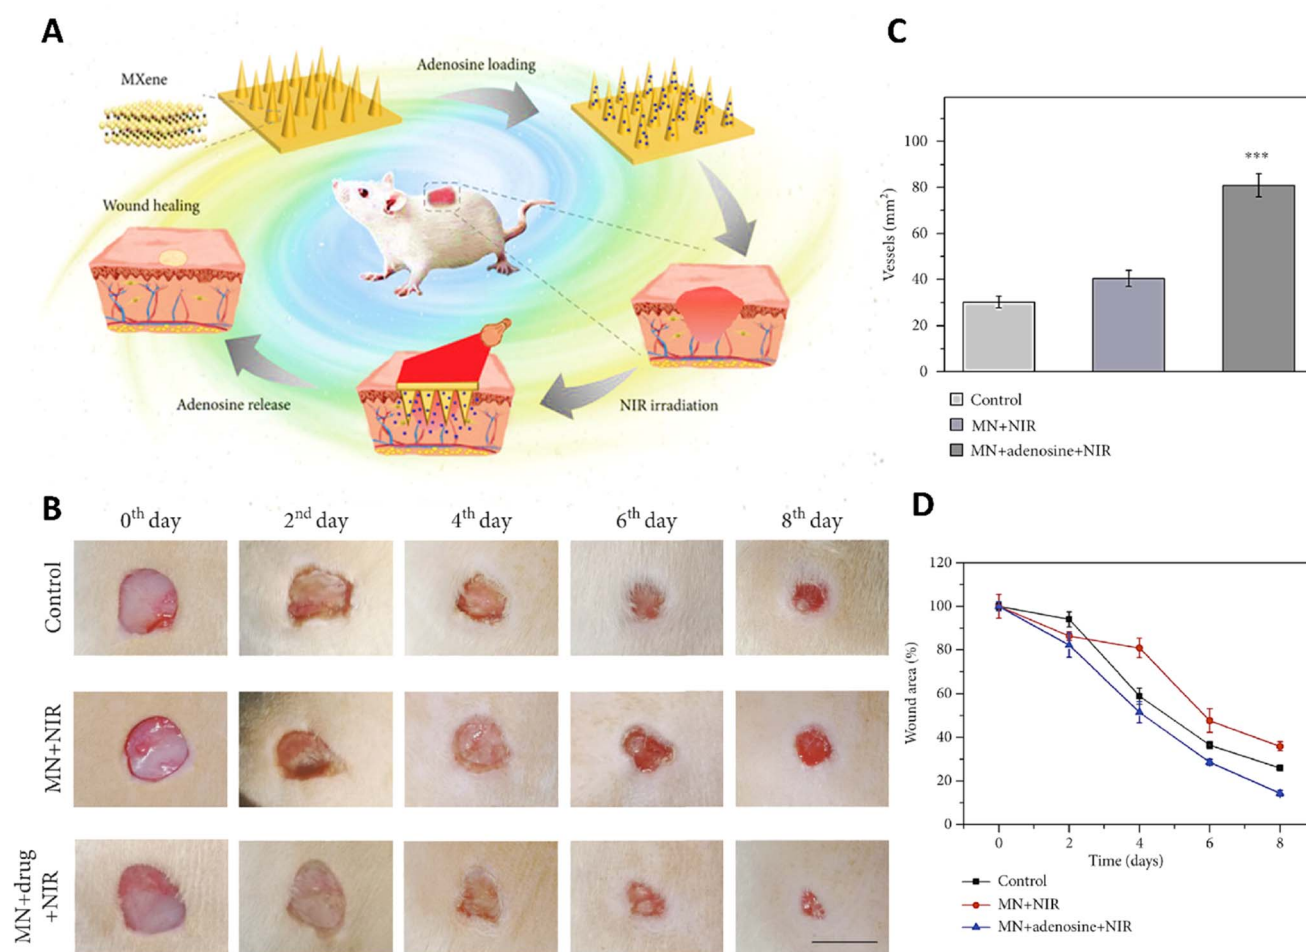 A
MXene
Adenosine loading
Wound healing
Adenosine release
NIR irradiation
B
0th day
2nd day
4th day
6th day
8th day
Control
MN+NIR
MN+drug
+NIR
C
Vessels (mm2)
100
80
60
40
20
0
***
Control
MN+NIR
MN+adenosine+NIR
D
Wound area (%)
120
100
80
60
40
20
0
0
2
4
6
8
Time (days)
Control
MN+NIR
MN+adenosine+NIR